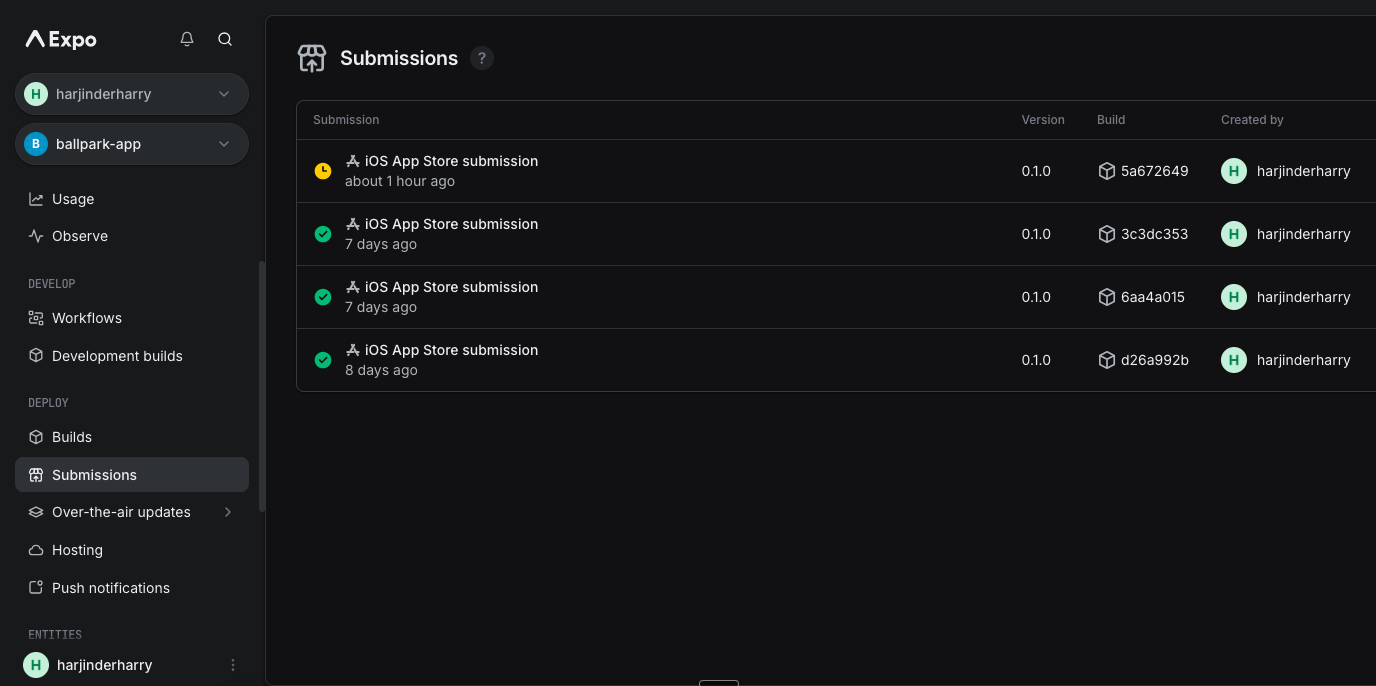 Expo
H harjinderharry
B ballpark-app
Usage
Observe
DEVELOP
Workflows
Development builds
DEPLOY
Builds
Submissions
Over-the-air updates
Hosting
Push notifications
ENTITIES
H harjinderharry
Submissions ?
Submission Version Build Created by
iOS App Store submission
about 1 hour ago
0.1.0 5a672649 H harjinderharry
iOS App Store submission
7 days ago
0.1.0 3c3dc353 H harjinderharry
iOS App Store submission
7 days ago
0.1.0 6aa4a015 H harjinderharry
iOS App Store submission
8 days ago
0.1.0 d26a992b H harjinderharry